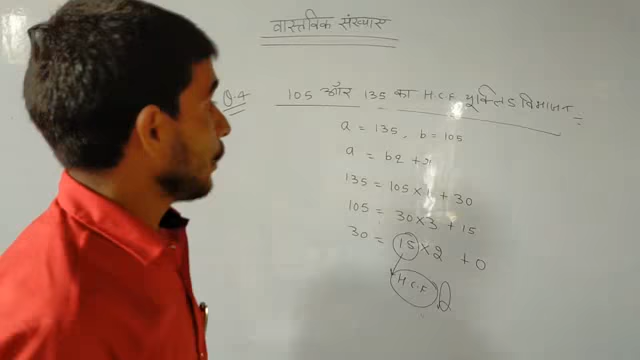 वास्तविक संख्याएं
Q.4 105 और 135 का H.C.F यूक्लिड विभाजन :-
a = 135, b = 105
a = bq + r
135 = 105 × 1 + 30
105 = 30 × 3 + 15
30 = 15 × 2 + 0
H.C.F